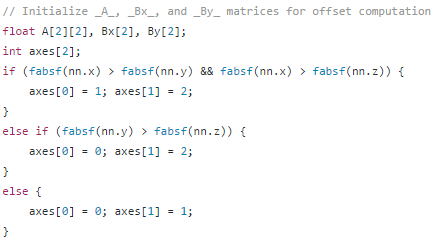 // Initialize _A_, _Bx_, and _By_ matrices for offset computation
float A[2][2], Bx[2], By[2];
int axes[2];
if (fabsf(nn.x) > fabsf(nn.y) && fabsf(nn.x) > fabsf(nn.z)) {
    axes[0] = 1; axes[1] = 2;
}
else if (fabsf(nn.y) > fabsf(nn.z)) {
    axes[0] = 0; axes[1] = 2;
}
else {
    axes[0] = 0; axes[1] = 1;
}